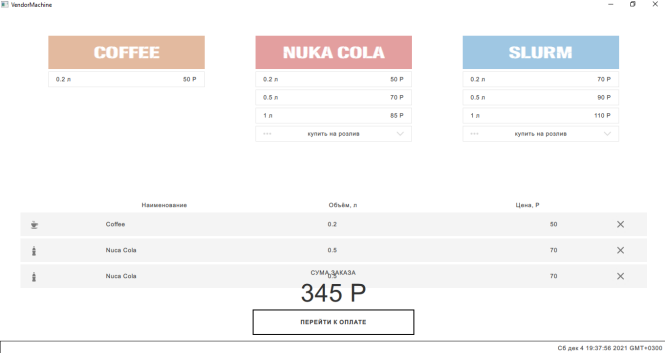 VendorMachine
COFFEE NUKA COLA SLURM
0.2 л 50 Р 0.2 л 50 Р 0.2 л 70 Р
0.5 л 70 Р 0.5 л 90 Р
1 л 85 Р 1 л 110 Р
купить на розлив купить на розлив
Наименование Объём, л Цена, Р
Coffee 0.2 50
Nuca Cola 0.5 70
Nuca Cola 0.5 70
СУМА ЗАКАЗА
345 Р
ПЕРЕЙТИ К ОПЛАТЕ
Сб дек 4 19:37:56 2021 GMT+0300